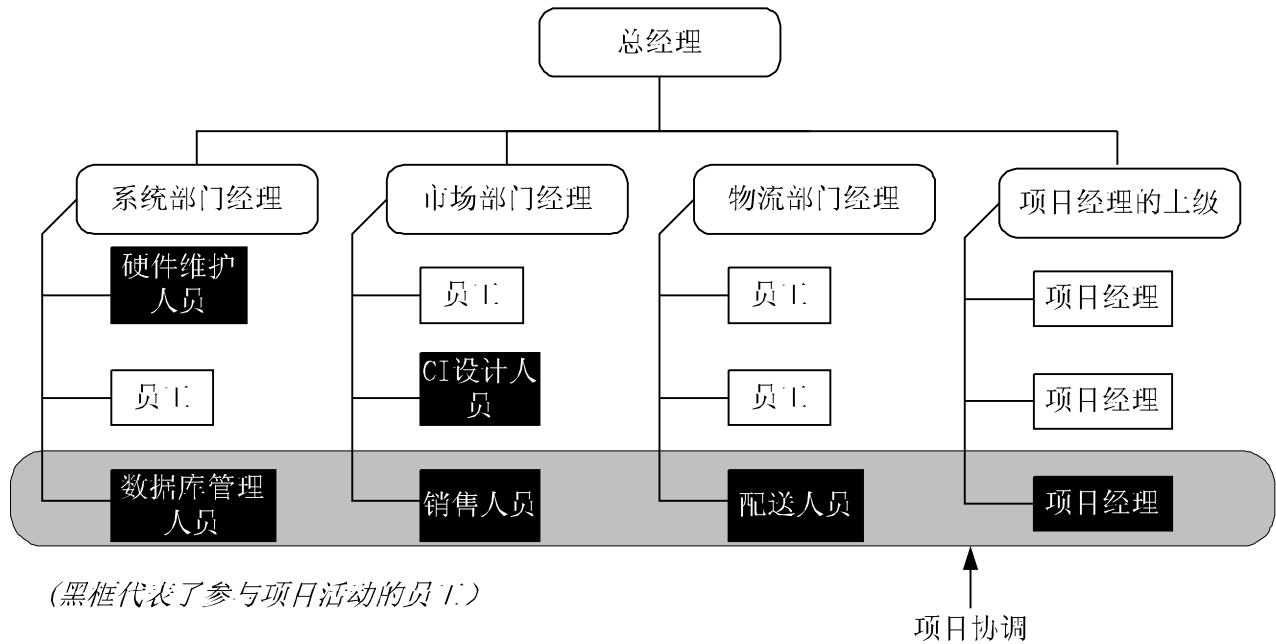 总经理
系统部门经理
市场部门经理
物流部门经理
项目经理的上级
硬件维护
人员
员工
员工
项目经理
员工
CI设计人
员
员工
项目经理
数据库管理
人员
销售人员
配送人员
项目经理
(黑框代表了参与项目活动的员工)
项目协调